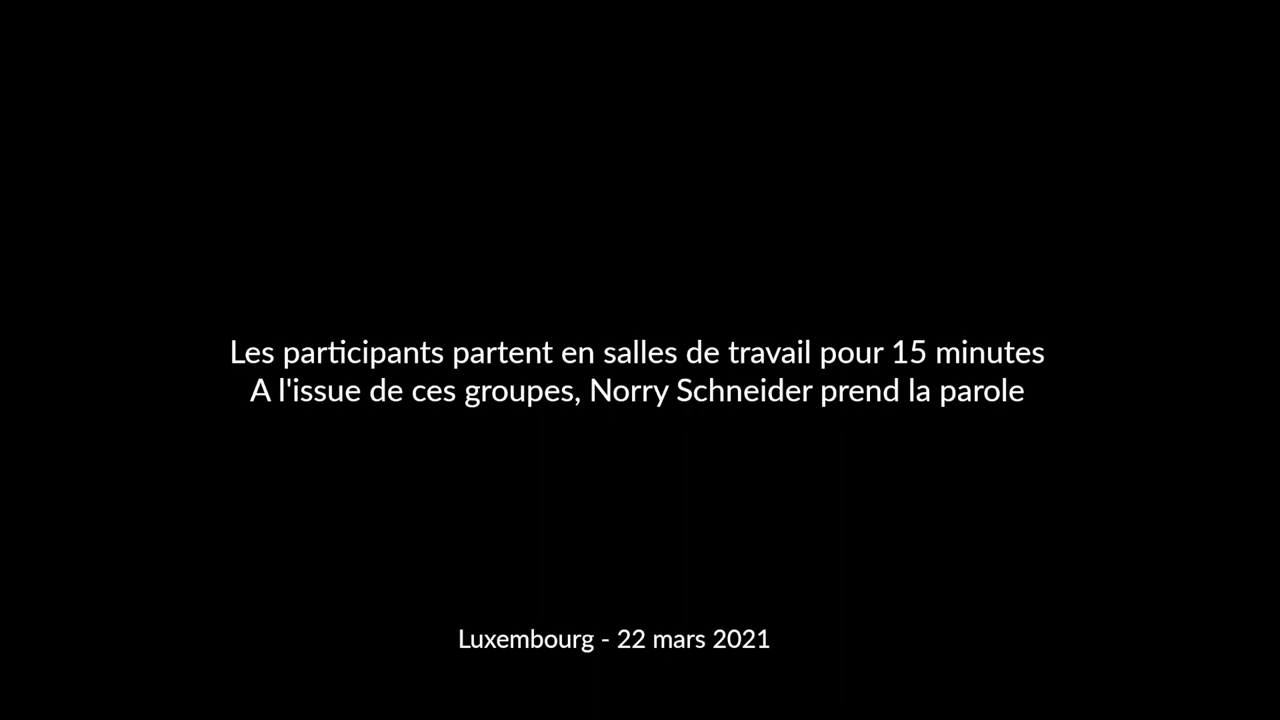 Les participants partent en salles de travail pour 15 minutes
A l'issue de ces groupes, Norry Schneider prend la parole
Luxembourg - 22 mars 2021